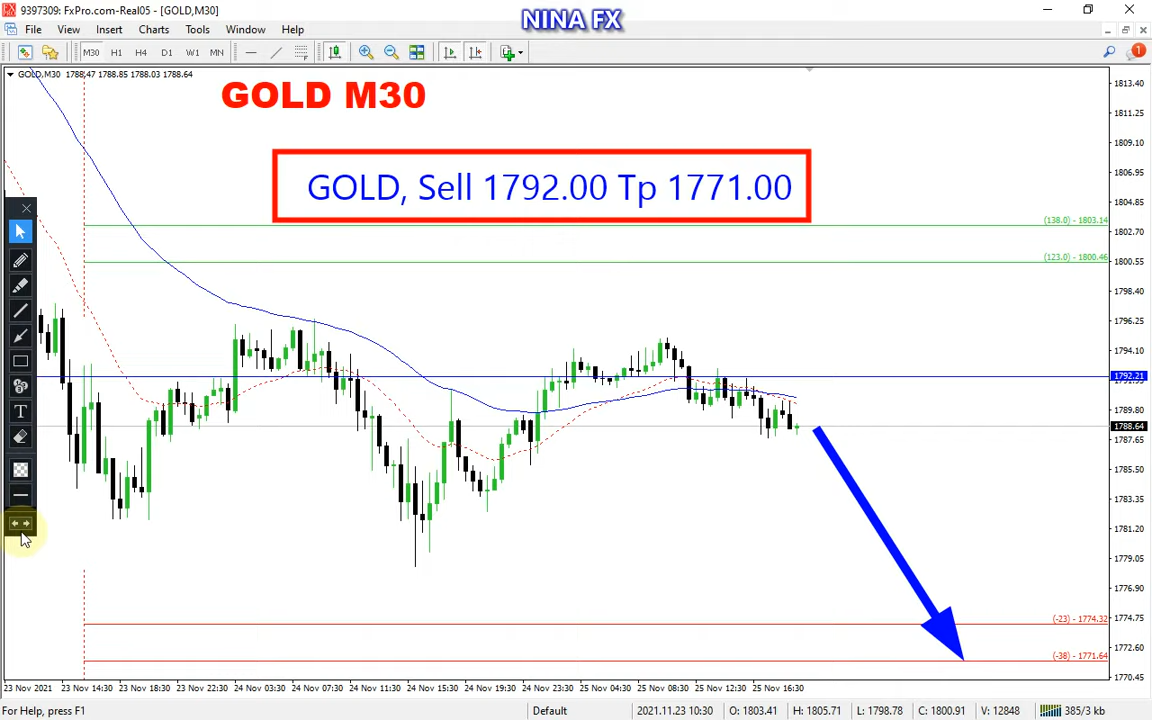 9397309: FxPro.com-Real05 - [GOLD,M30]
NINA FX
File View Insert Charts Tools Window Help
M30 H1 H4 D1 W1 MN
1
GOLD,M30 1788.47 1788.85 1788.03 1788.64
GOLD M30
GOLD, Sell 1792.00 Tp 1771.00
(138.0) - 1803.14
(123.0) - 1800.46
(-23) - 1774.32
(-38) - 1771.64
1813.40
1811.25
1809.10
1806.95
1804.85
1802.70
1800.55
1798.40
1796.25
1794.10
1792.21
1789.80
1788.64
1787.65
1785.50
1783.35
1781.20
1779.05
1776.90
1774.75
1772.60
1770.45
T
23 Nov 2021 23 Nov 14:30 23 Nov 18:30 23 Nov 22:30 24 Nov 03:30 24 Nov 07:30 24 Nov 11:30 24 Nov 15:30 24 Nov 19:30 24 Nov 23:30 25 Nov 04:30 25 Nov 08:30 25 Nov 12:30 25 Nov 16:30
For Help, press F1 Default 2021.11.23 10:30 O: 1803.41 H: 1805.71 L: 1798.78 C: 1800.91 V: 12848 385/3 kb